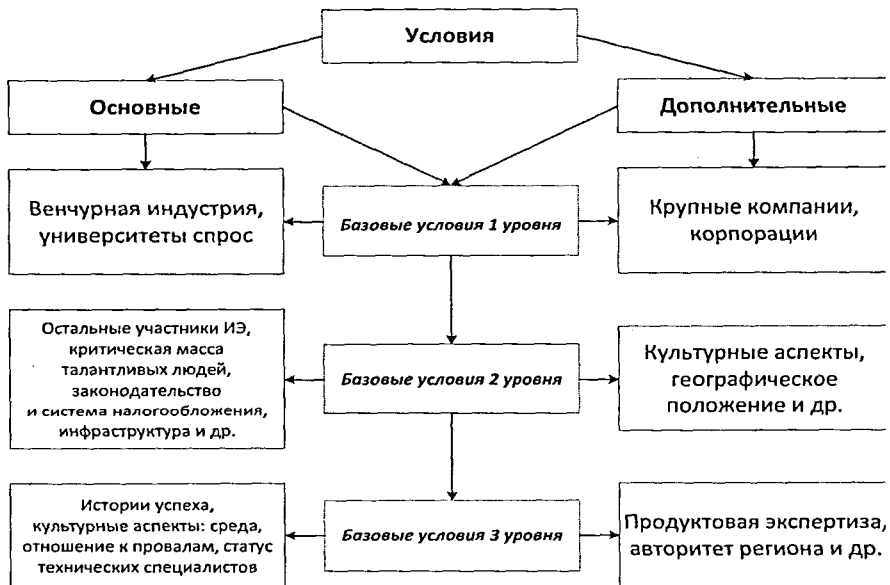 Условия
Основные
Дополнительные
Венчурная индустрия,
университеты спрос
Базовые условия 1 уровня
Крупные компании,
корпорации
Остальные участники ИЭ,
критическая масса
талантливых людей,
законодательство
и система налогообложения,
инфраструктура и др.
Базовые условия 2 уровня
Культурные аспекты,
географическое
положение и др.
Истории успеха,
культурные аспекты: среда,
отношение к провалам, статус
технических специалистов
Базовые условия 3 уровня
Продуктовая экспертиза,
авторитет региона и др.